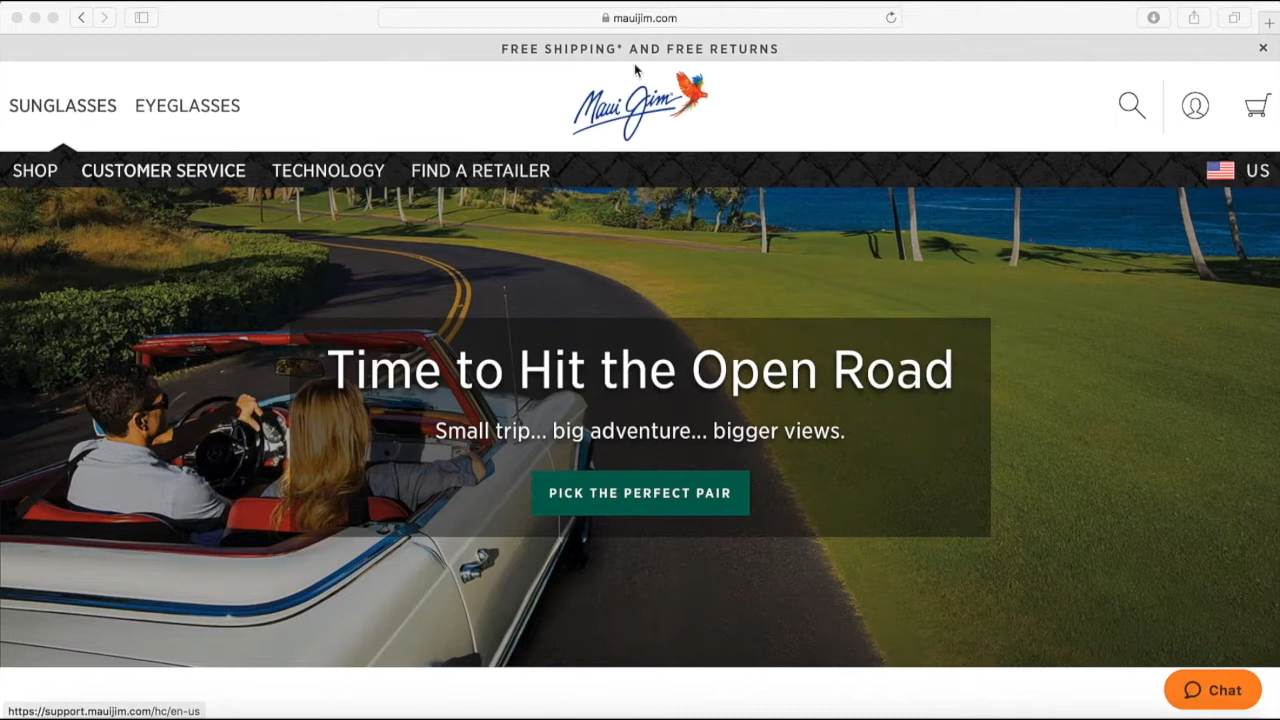 mauijim.com
FREE SHIPPING* AND FREE RETURNS
SUNGLASSES EYEGLASSES
Maui Jim
SHOP CUSTOMER SERVICE TECHNOLOGY FIND A RETAILER US
Time to Hit the Open Road
Small trip... big adventure... bigger views.
PICK THE PERFECT PAIR
Chat
https://support.mauijim.com/hc/en-us